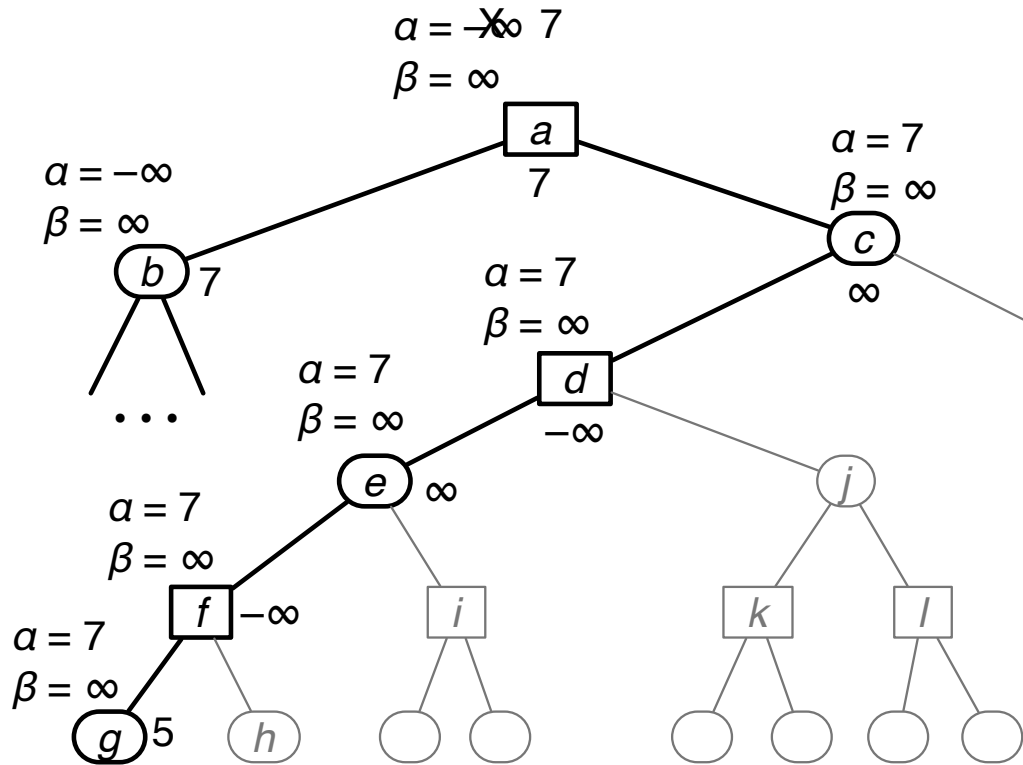 α = −∞ 7
β = ∞
a
7
α = 7
β = ∞
c
∞
α = −∞
β = ∞
b 7
...
α = 7
β = ∞
d
−∞
α = 7
β = ∞
e ∞
j
α = 7
β = ∞
f −∞
i
k
l
α = 7
β = ∞
g 5
h